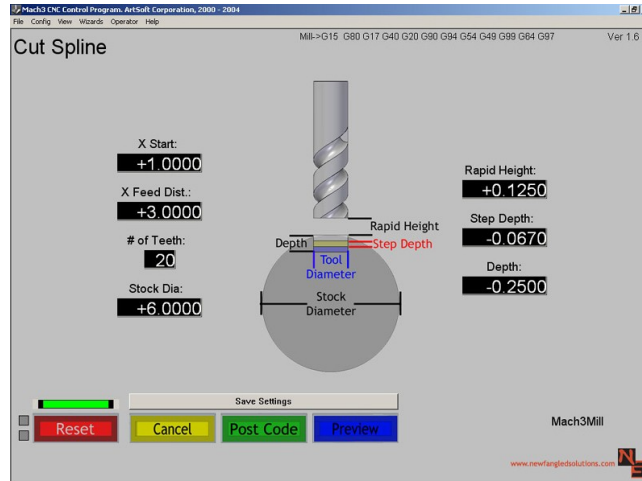 Mach3 CNC Control Program. ArtSoft Corporation, 2000 - 2004
File Config View Wizards Operator Help
Cut Spline
Mill->G15 G80 G17 G40 G20 G90 G94 G54 G49 G99 G64 G97
Ver 1.6
X Start:
+1.0000
X Feed Dist.:
+3.0000
# of Teeth:
20
Stock Dia:
+6.0000
Rapid Height
Depth
Step Depth
Tool
Diameter
Stock
Diameter
Rapid Height:
+0.1250
Step Depth:
-0.0670
Depth:
-0.2500
Save Settings
Reset
Cancel
Post Code
Preview
Mach3Mill
www.newfangledsolutions.com